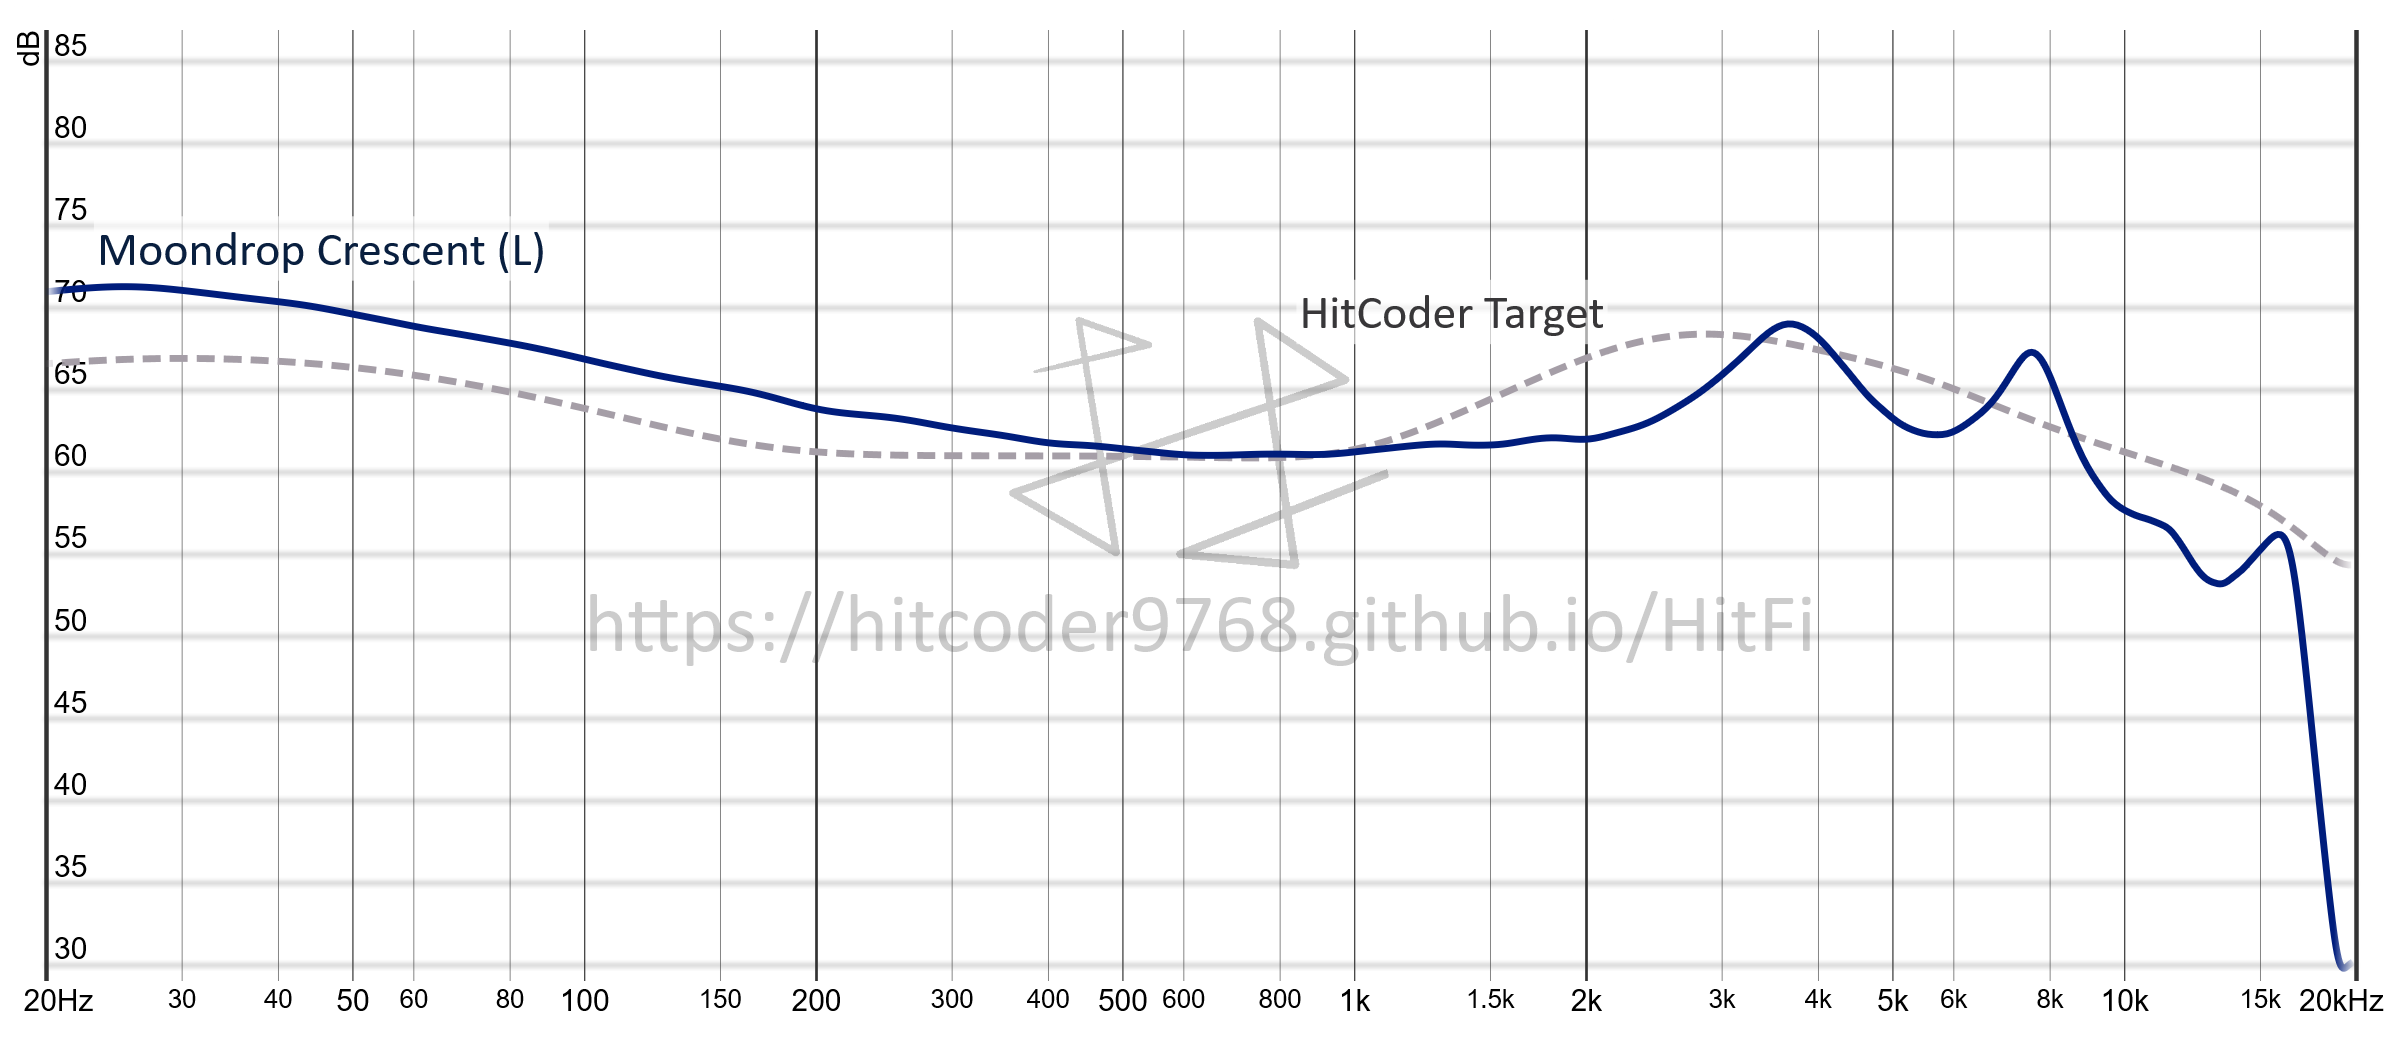 dB
85
80
75
Moondrop Crescent (L)
70
HitCoder Target
65
60
55
https://hitcoder9768.github.io/HitFi
50
45
40
35
30
20Hz 30 40 50 60 80 100 150 200 300 400 500 600 800 1k 1.5k 2k 3k 4k 5k 6k 8k 10k 15k 20kHz